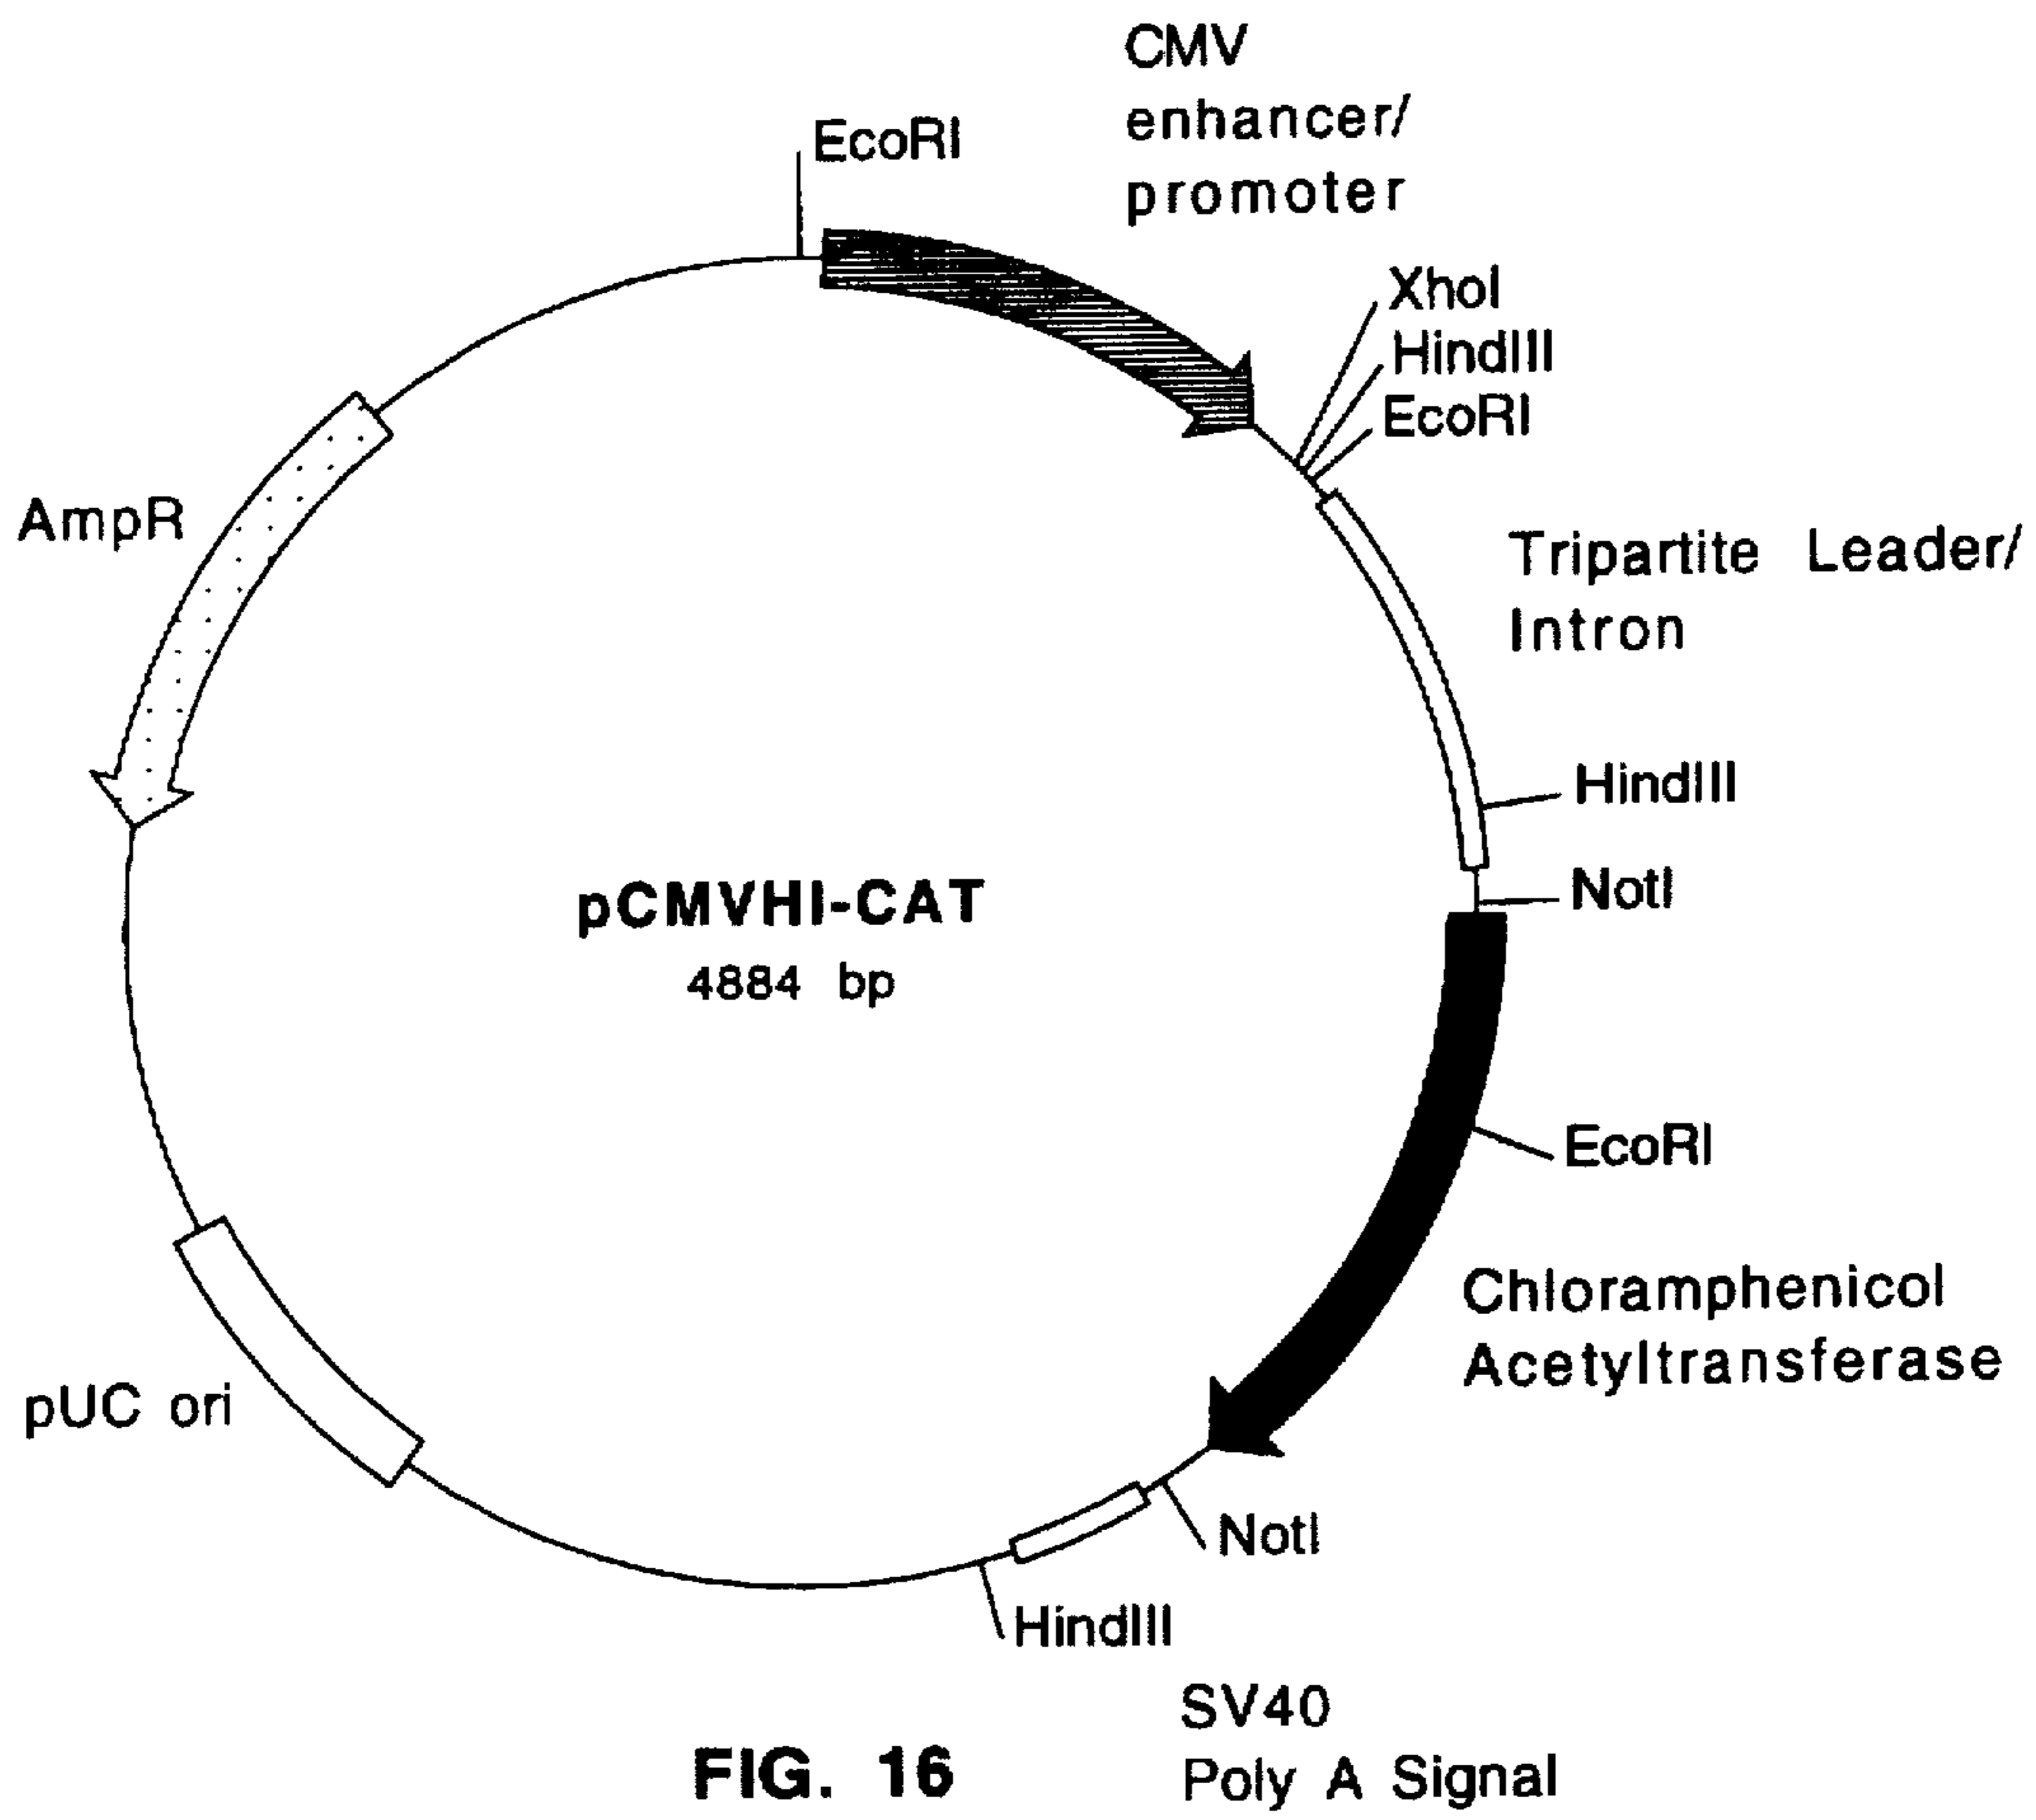 CMV
enhancer/
promoter
EcoRI
XhoI
HindIII
EcoRI
AmpR
Tripartite Leader/
Intron
HindIII
NotI
pCMVHI-CAT
4884 bp
EcoRI
Chloramphenicol
Acetyltransferase
pUC ori
NotI
HindIII
SV40
Poly A Signal
FIG. 16